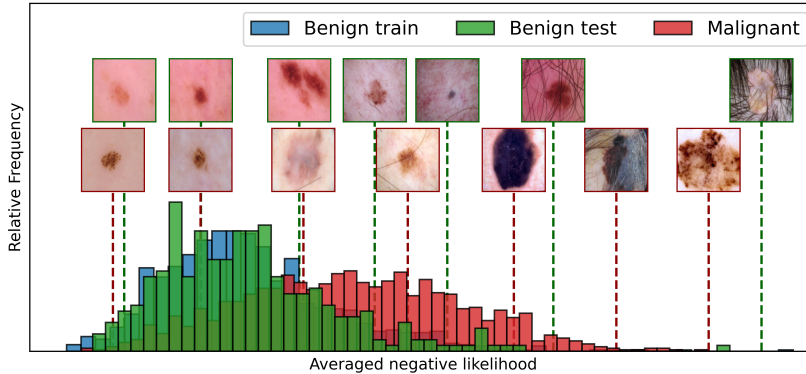 Benign train Benign test Malignant
Relative Frequency
Averaged negative likelihood